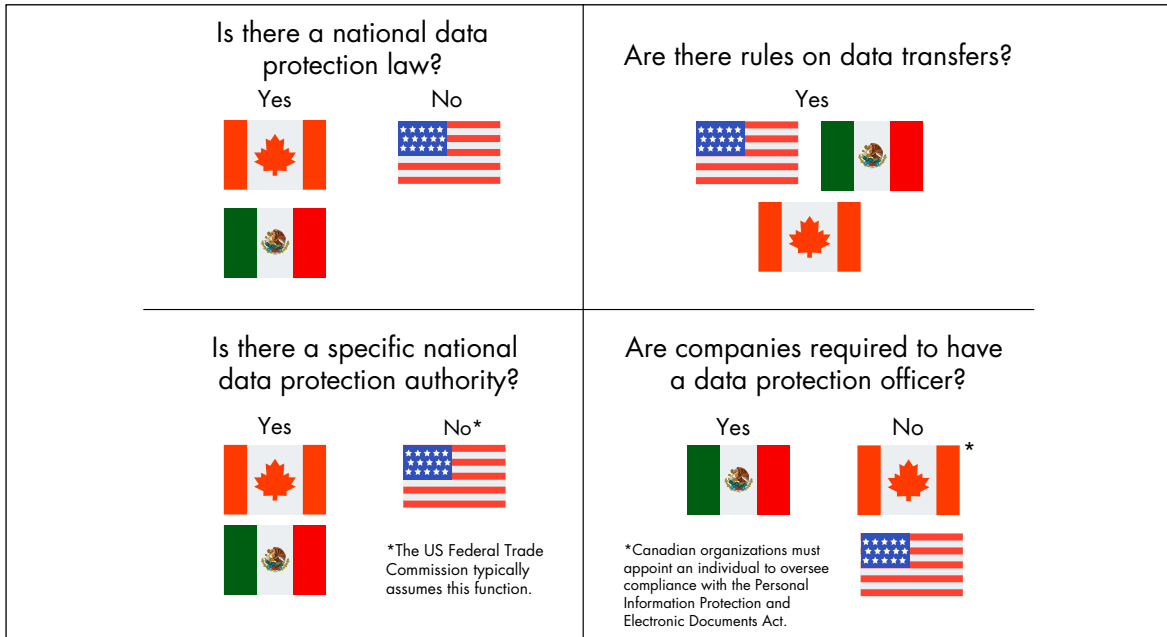 Is there a national data
protection law?
Yes
No
Are there rules on data transfers?
Yes
Is there a specific national
data protection authority?
Yes
No*
*The US Federal Trade
Commission typically
assumes this function.
Are companies required to have
a data protection officer?
Yes
No
*
*Canadian organizations must
appoint an individual to oversee
compliance with the Personal
Information Protection and
Electronic Documents Act.